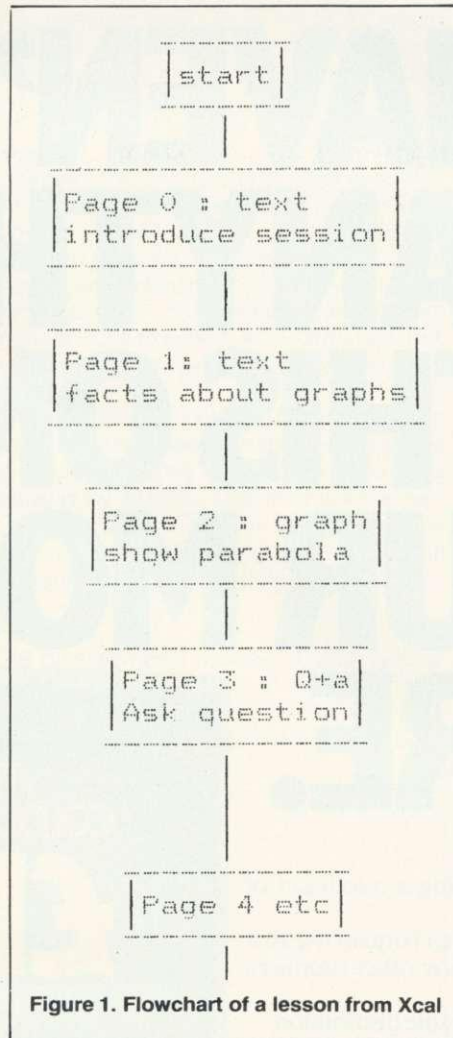 start
Page 0 : text
introduce session
Page 1: text
facts about graphs
Page 2 : graph
show parabola
Page 3 : Q+a
Ask question
Page 4 etc
Figure 1. Flowchart of a lesson from Xcal